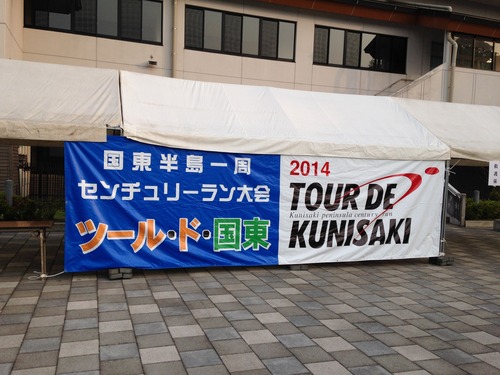 国東半島一周
センチュリーラン大会
ツール・ド・国東
2014
TOUR DE
Kunisaki peninsula century run
KUNISAKI